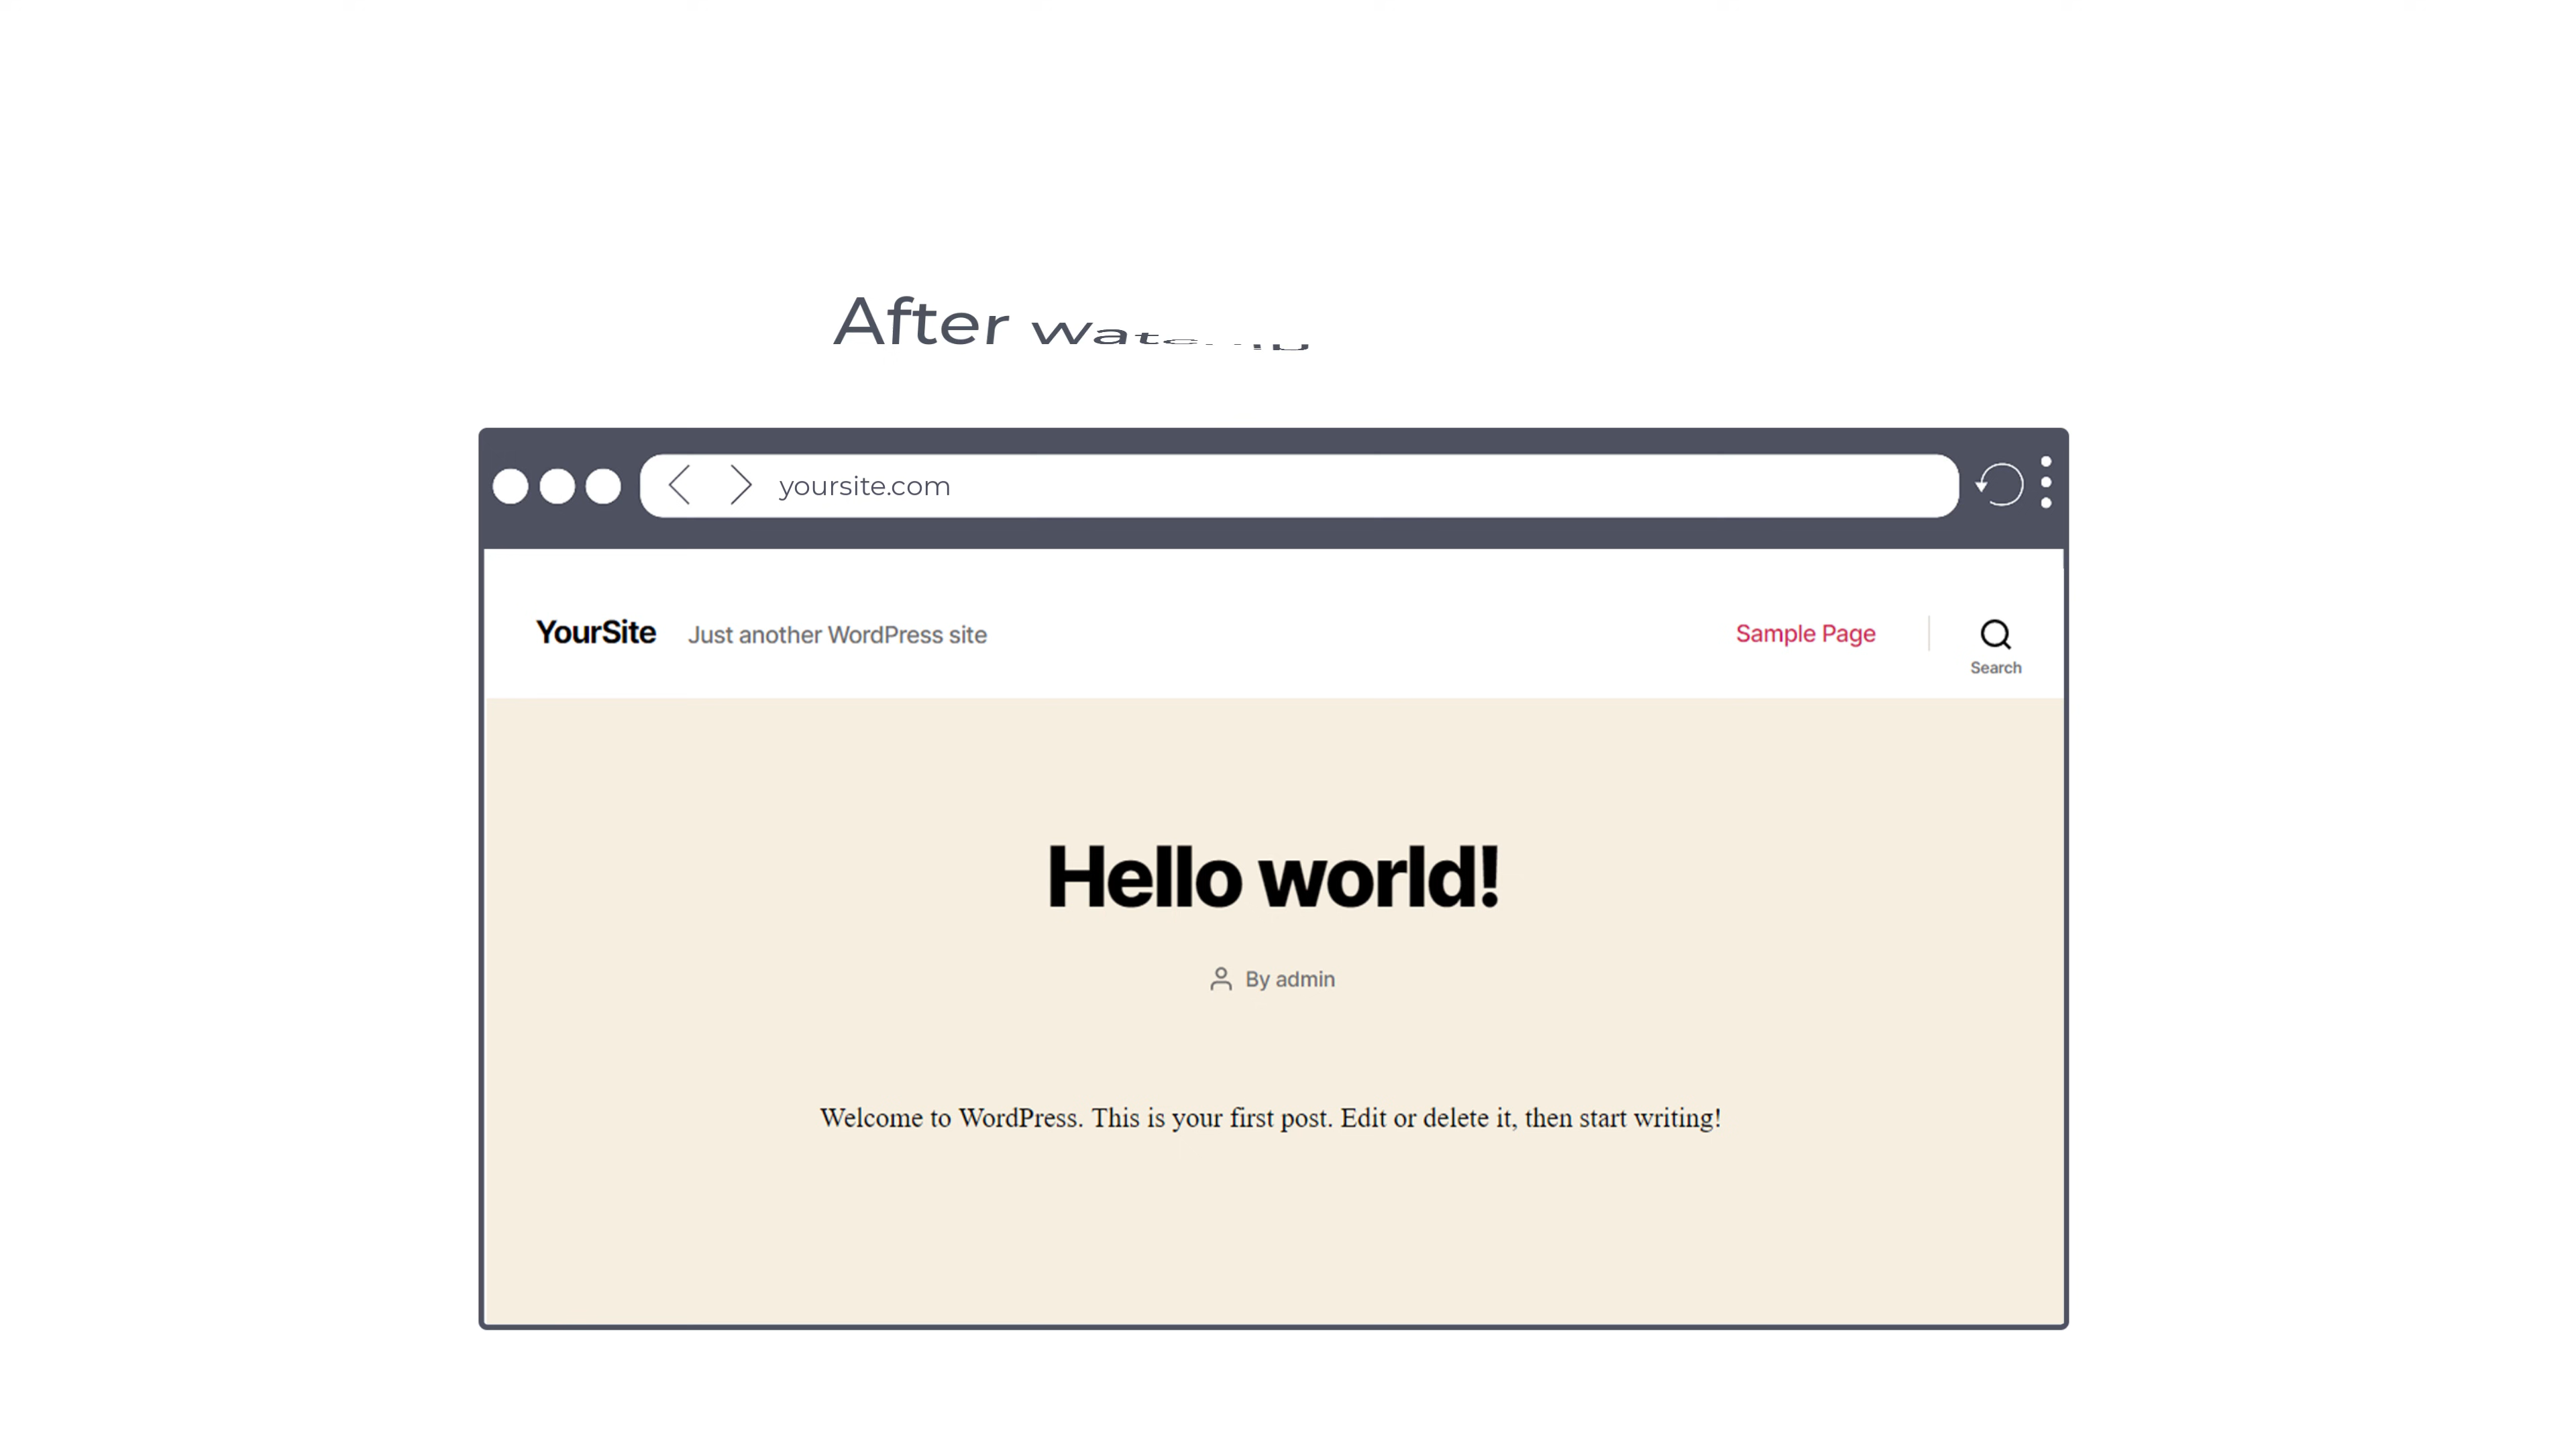 After
yoursite.com
YourSite Just another WordPress site Sample Page
Search
Hello world!
By admin
Welcome to WordPress. This is your first post. Edit or delete it, then start writing!